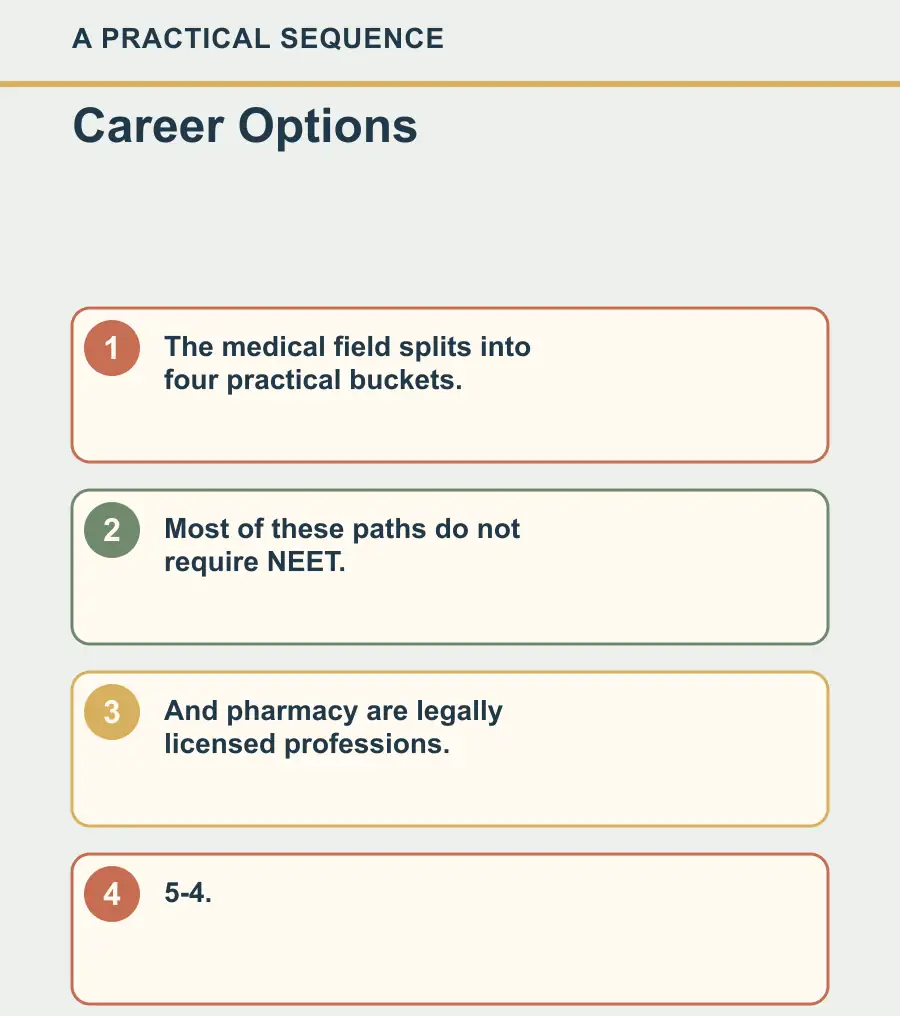 A PRACTICAL SEQUENCE
Career Options
1
The medical field splits into
four practical buckets.
2
Most of these paths do not
require NEET.
3
And pharmacy are legally
licensed professions.
4
5-4.